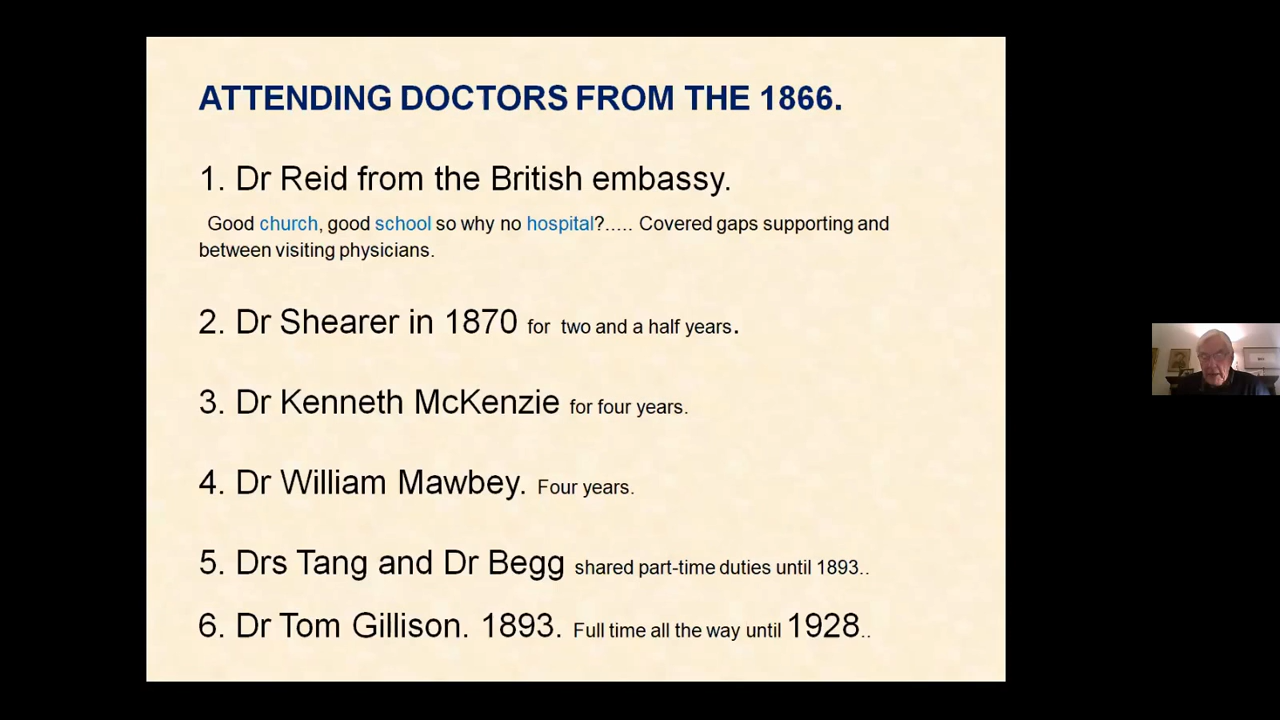 ATTENDING DOCTORS FROM THE 1866.
1. Dr Reid from the British embassy.
Good church, good school so why no hospital?..... Covered gaps supporting and
between visiting physicians.
2. Dr Shearer in 1870 for two and a half years.
3. Dr Kenneth McKenzie for four years.
4. Dr William Mawbey. Four years.
5. Drs Tang and Dr Begg shared part-time duties until 1893..
6. Dr Tom Gillison. 1893. Full time all the way until 1928..